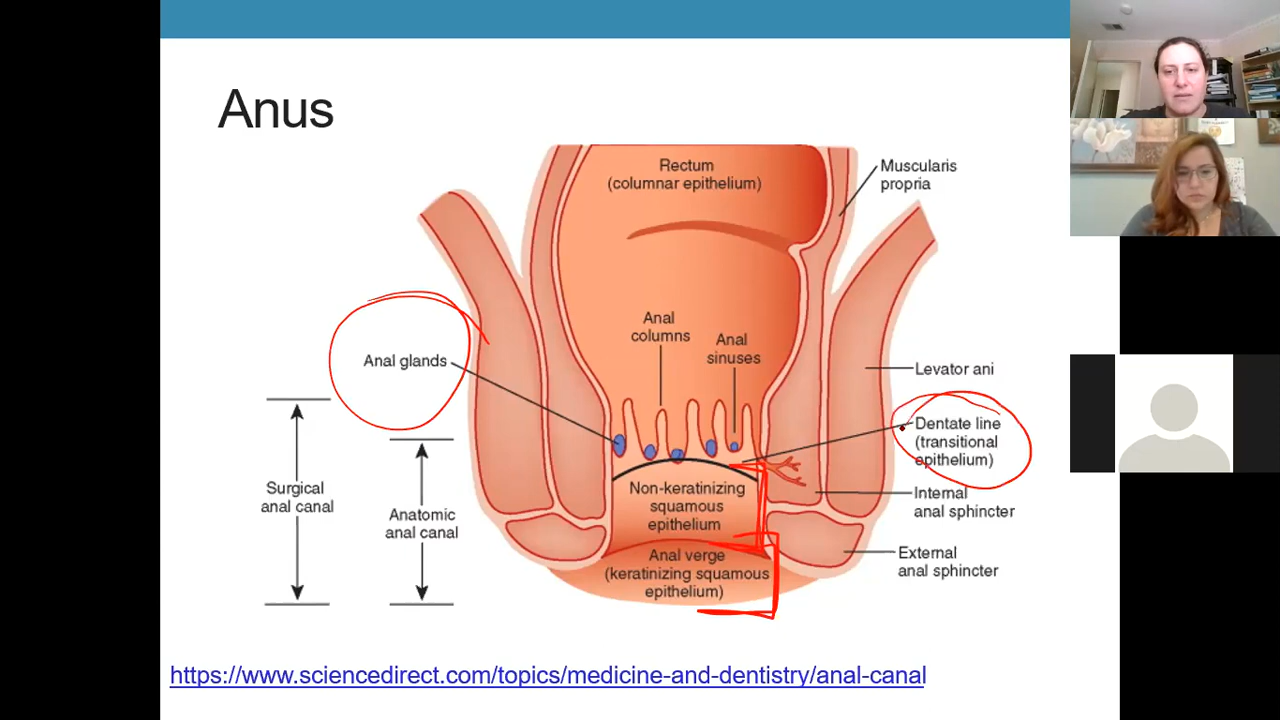 Anus
Rectum
(columnar epithelium)
Muscularis
propria
Anal
columns
Anal
sinuses
Anal glands
Levator ani
Dentate line
(transitional
epithelium)
Surgical
anal canal
Anatomic
anal canal
Non-keratinizing
squamous
epithelium
Internal
anal sphincter
Anal verge
(keratinizing squamous
epithelium)
External
anal sphincter
https://www.sciencedirect.com/topics/medicine-and-dentistry/anal-canal